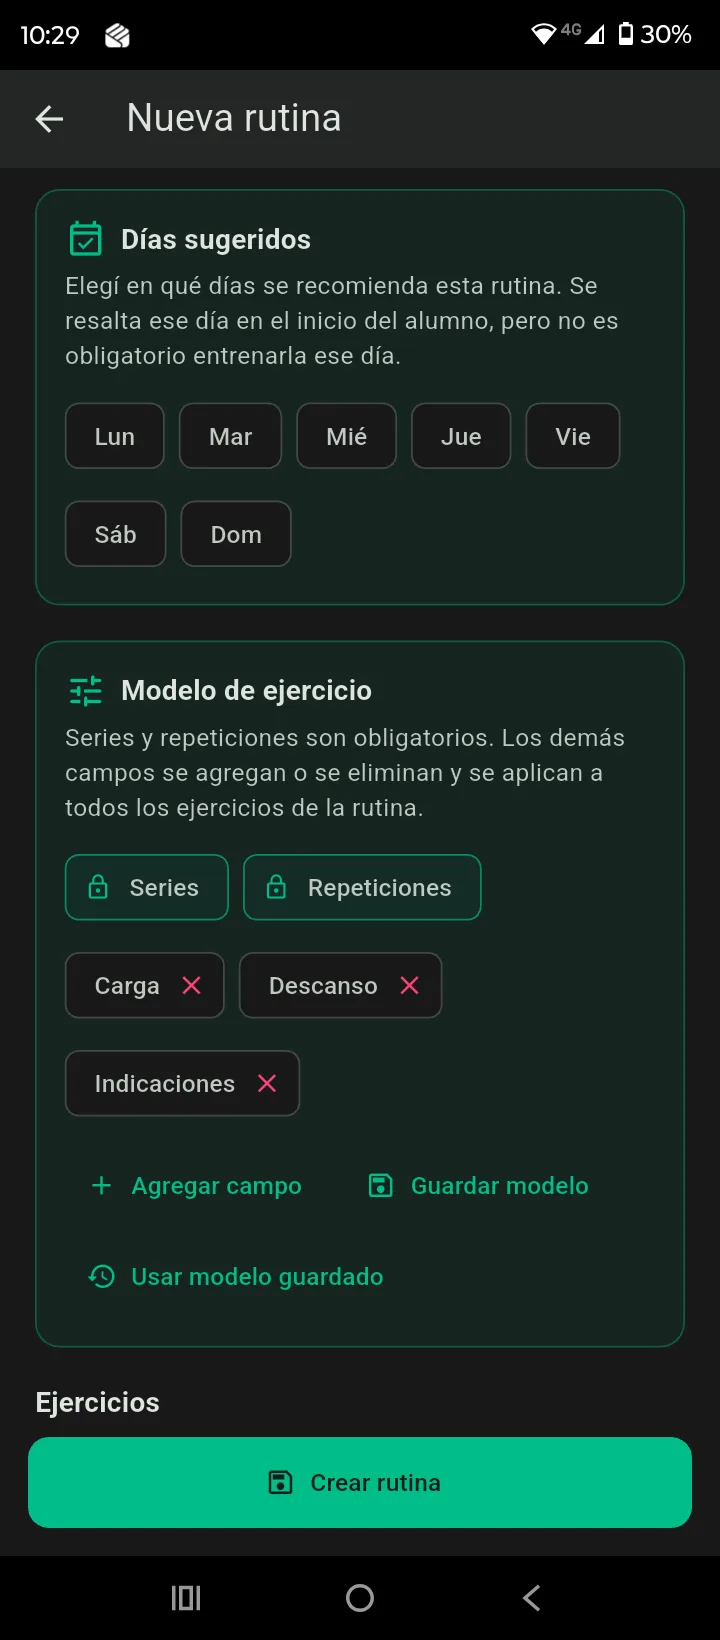 10:29
4G
30%
Nueva rutina
Días sugeridos
Elegí en qué días se recomienda esta rutina. Se
resalta ese día en el inicio del alumno, pero no es
obligatorio entrenarla ese día.
Lun Mar Mié Jue Vie
Sáb Dom
Modelo de ejercicio
Series y repeticiones son obligatorios. Los demás
campos se agregan o se eliminan y se aplican a
todos los ejercicios de la rutina.
Series Repeticiones
Carga Descanso
Indicaciones
Agregar campo Guardar modelo
Usar modelo guardado
Ejercicios
Crear rutina